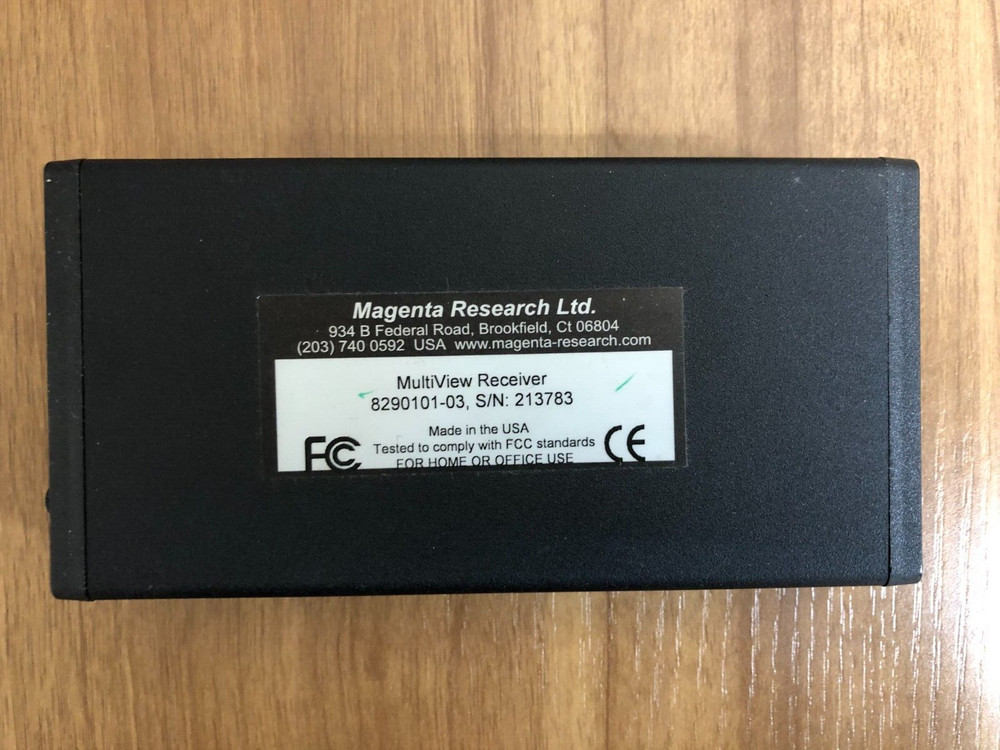 Magenta Research Ltd.
934 B Federal Road, Brookfield, Ct 06804
(203) 740 0592 USA www.magenta-research.com
MultiView Receiver
8290101-03, S/N: 213783
Made in the USA
FC Tested to comply with FCC standards CE
FOR HOME OR OFFICE USE